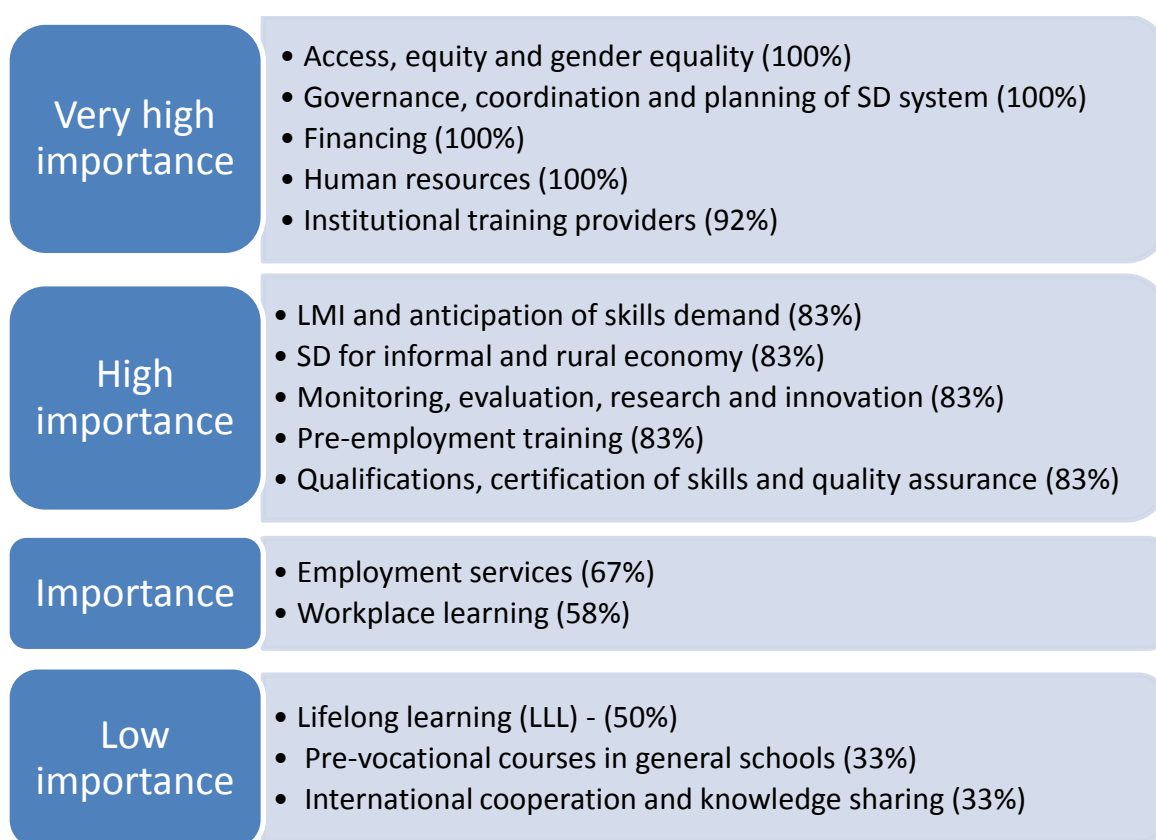 Very high
importance
• Access, equity and gender equality (100%)
• Governance, coordination and planning of SD system (100%)
• Financing (100%)
• Human resources (100%)
• Institutional training providers (92%)
High
importance
• LMI and anticipation of skills demand (83%)
• SD for informal and rural economy (83%)
• Monitoring, evaluation, research and innovation (83%)
• Pre-employment training (83%)
• Qualifications, certification of skills and quality assurance (83%)
Importance
• Employment services (67%)
• Workplace learning (58%)
Low
importance
• Lifelong learning (LLL) - (50%)
• Pre-vocational courses in general schools (33%)
• International cooperation and knowledge sharing (33%)